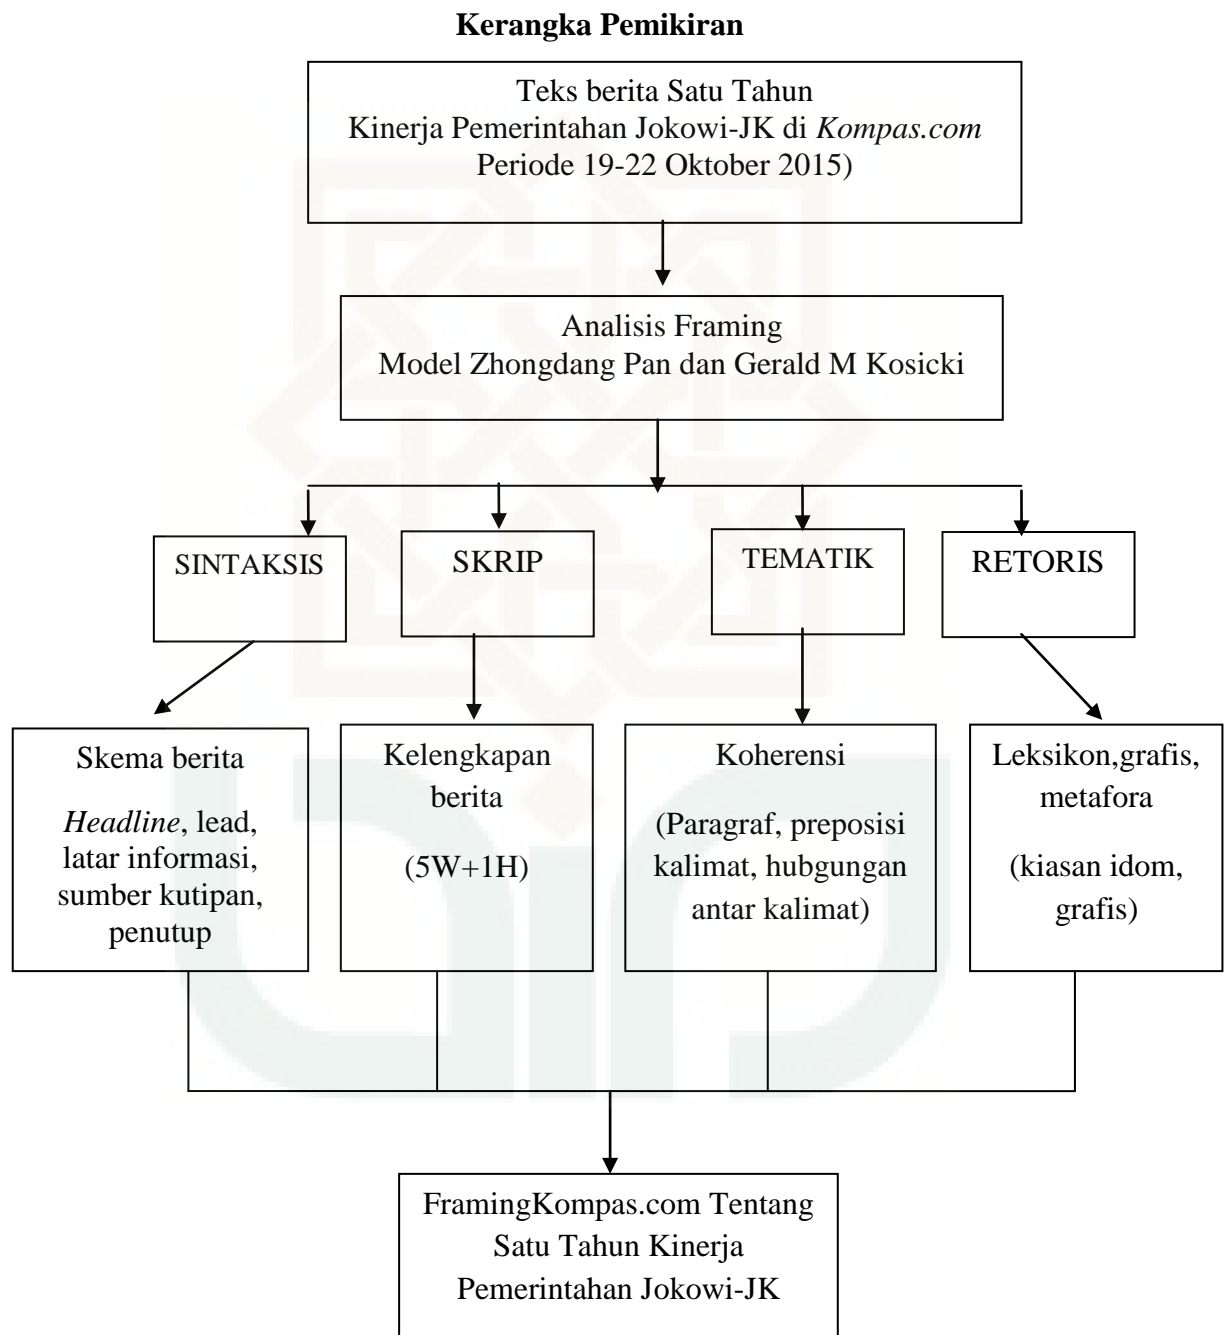 Kerangka Pemikiran
Teks berita Satu Tahun
Kinerja Pemerintahan Jokowi-JK di Kompas.com
Periode 19-22 Oktober 2015)
Analisis Framing
Model Zhongdang Pan dan Gerald M Kosicki
SINTAKSIS
SKRIP
TEMATIK
RETORIS
Skema berita
Headline, lead,
latar informasi,
sumber kutipan,
penutup
Kelengkapan
berita
(5W+1H)
Koherensi
(Paragraf, preposisi
kalimat, hubgungan
antar kalimat)
Leksikon,grafis,
metafora
(kiasan idom,
grafis)
FramingKompas.com Tentang
Satu Tahun Kinerja
Pemerintahan Jokowi-JK